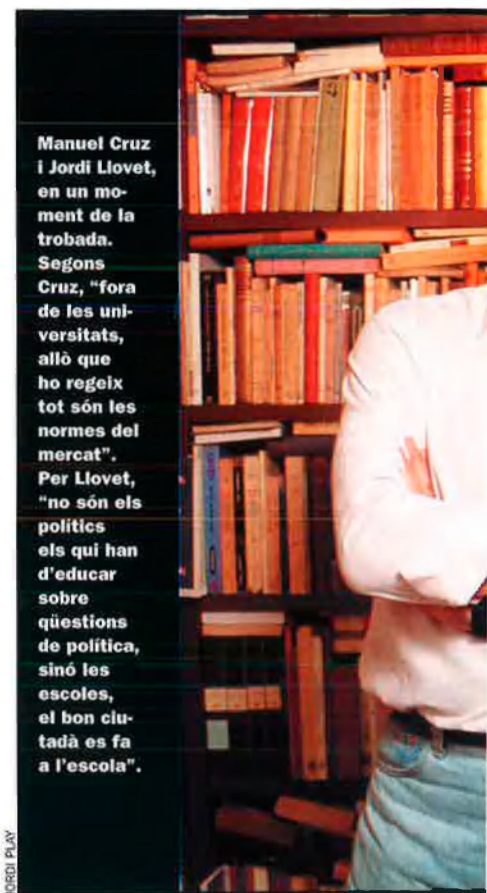 Manuel Cruz
i Jordi Llovet,
en un mo-
ment de la
trobada.
Segons
Cruz, “fora
de les uni-
versitats,
allò que
ho regeix
tot són les
normes del
mercat”.
Per Llovet,
“no són els
polítics
els qui han
d’educar
sobre
qüestions
de política,
sinó les
escoles,
el bon ciu-
tadà es fa
a l’escola”.
JORDI PLAY